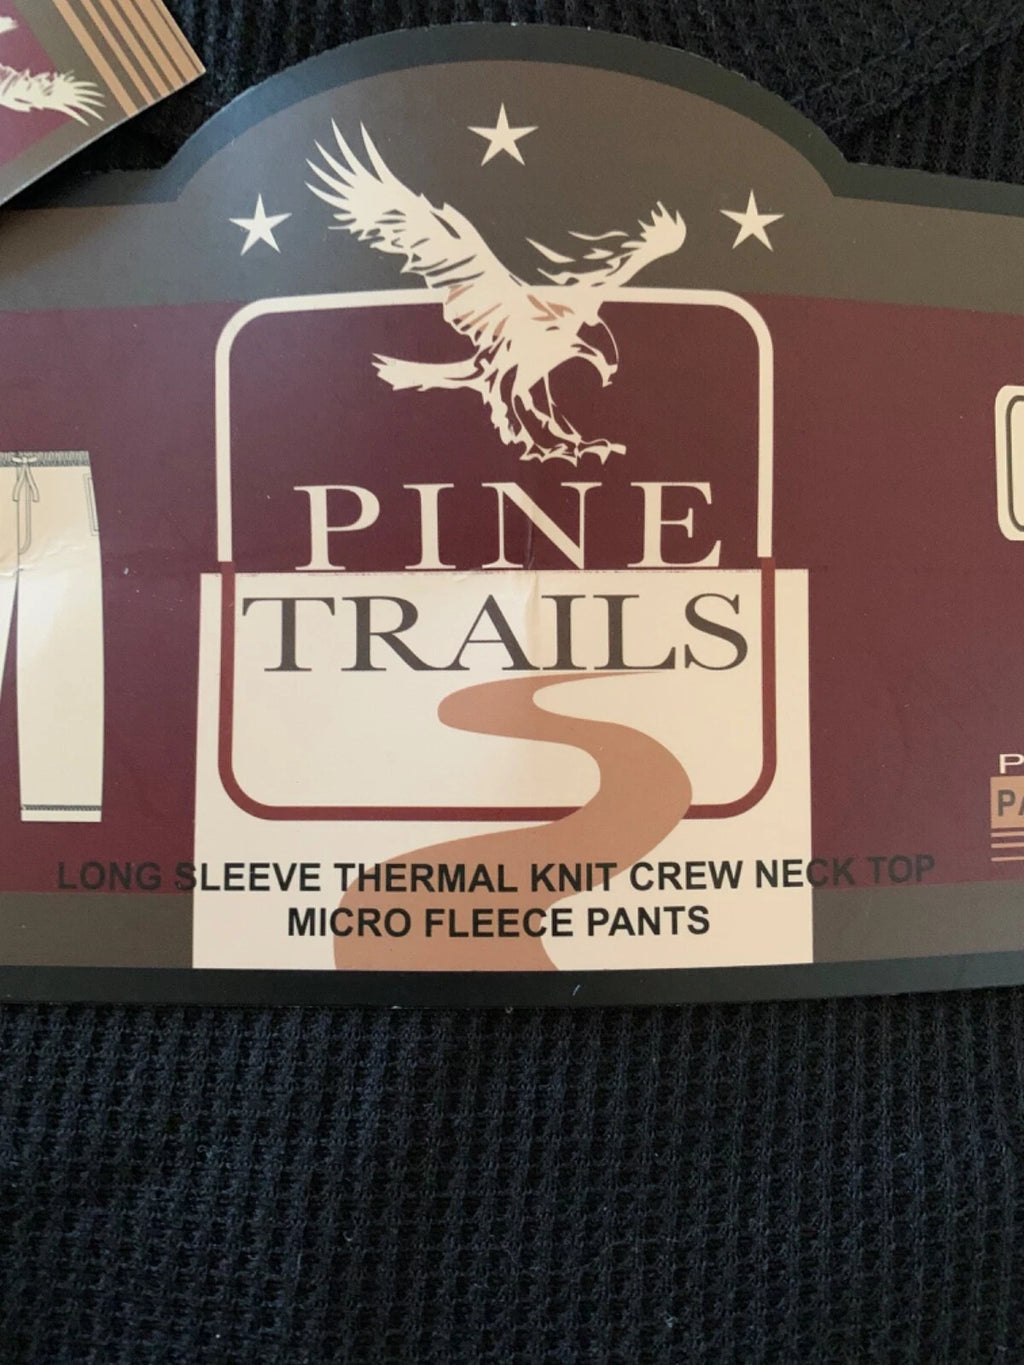 PINE
TRAILS
LONG SLEEVE THERMAL KNIT CREW NECK TOP
MICRO FLEECE PANTS